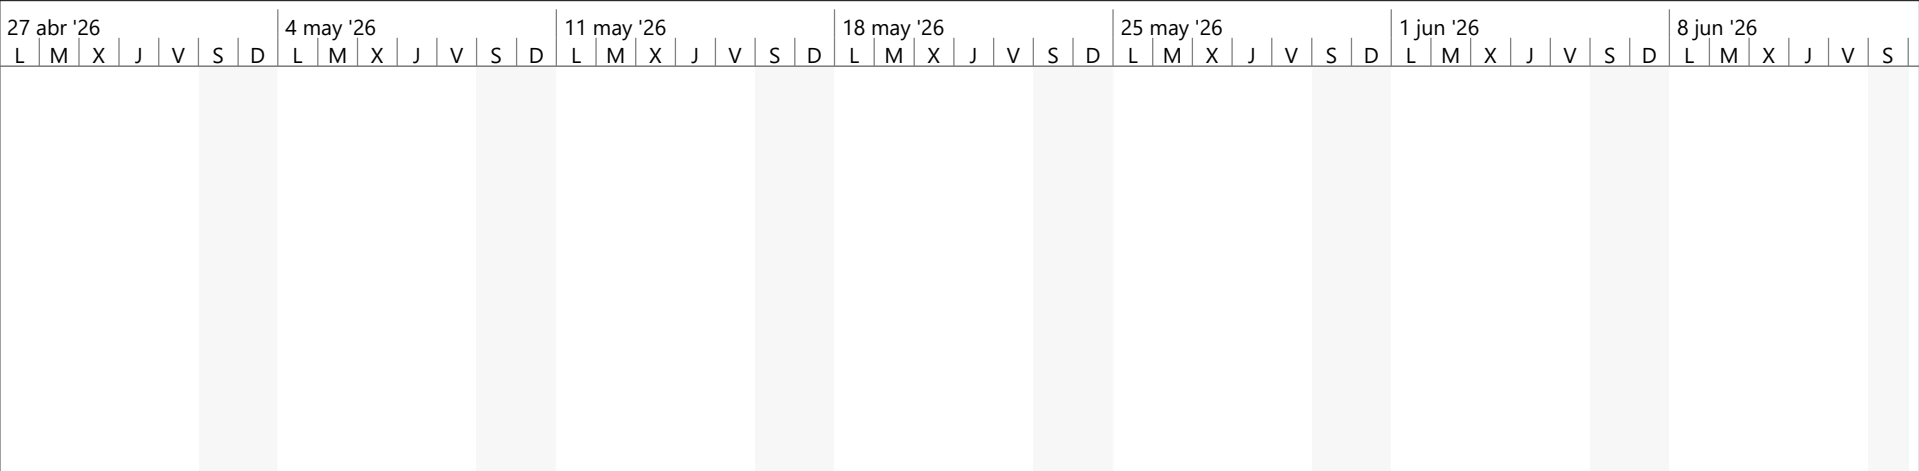 27 abr '26 4 may '26 11 may '26 18 may '26 25 may '26 1 jun '26 8 jun '26
L M X J V S D L M X J V S D L M X J V S D L M X J V S D L M X J V S D L M X J V S D L M X J V S